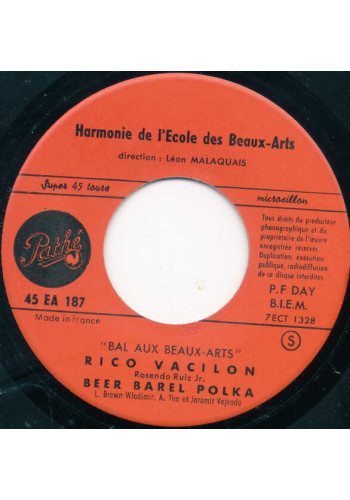 Harmonie de l'Ecole des Beaux-Arts
direction : Léon MALAQUAIS
Super 45 tours
microsillon
Pathé
Tous droits du producteur
phonographique et du
propriétaire de l'œuvre
enregistrée réservés
Duplication, exécution
publique, radiodiffusion
de ce disque interdites
45 EA 187
Made in France
P.F DAY
B.I.E.M.
7 ECT 1328
S
"BAL AUX BEAUX-ARTS"
RICO VACILON
Rosendo Ruiz Jr.
BEER BAREL POLKA
L. Brown Wladimir, A. Tim et Jaromir Vejvoda